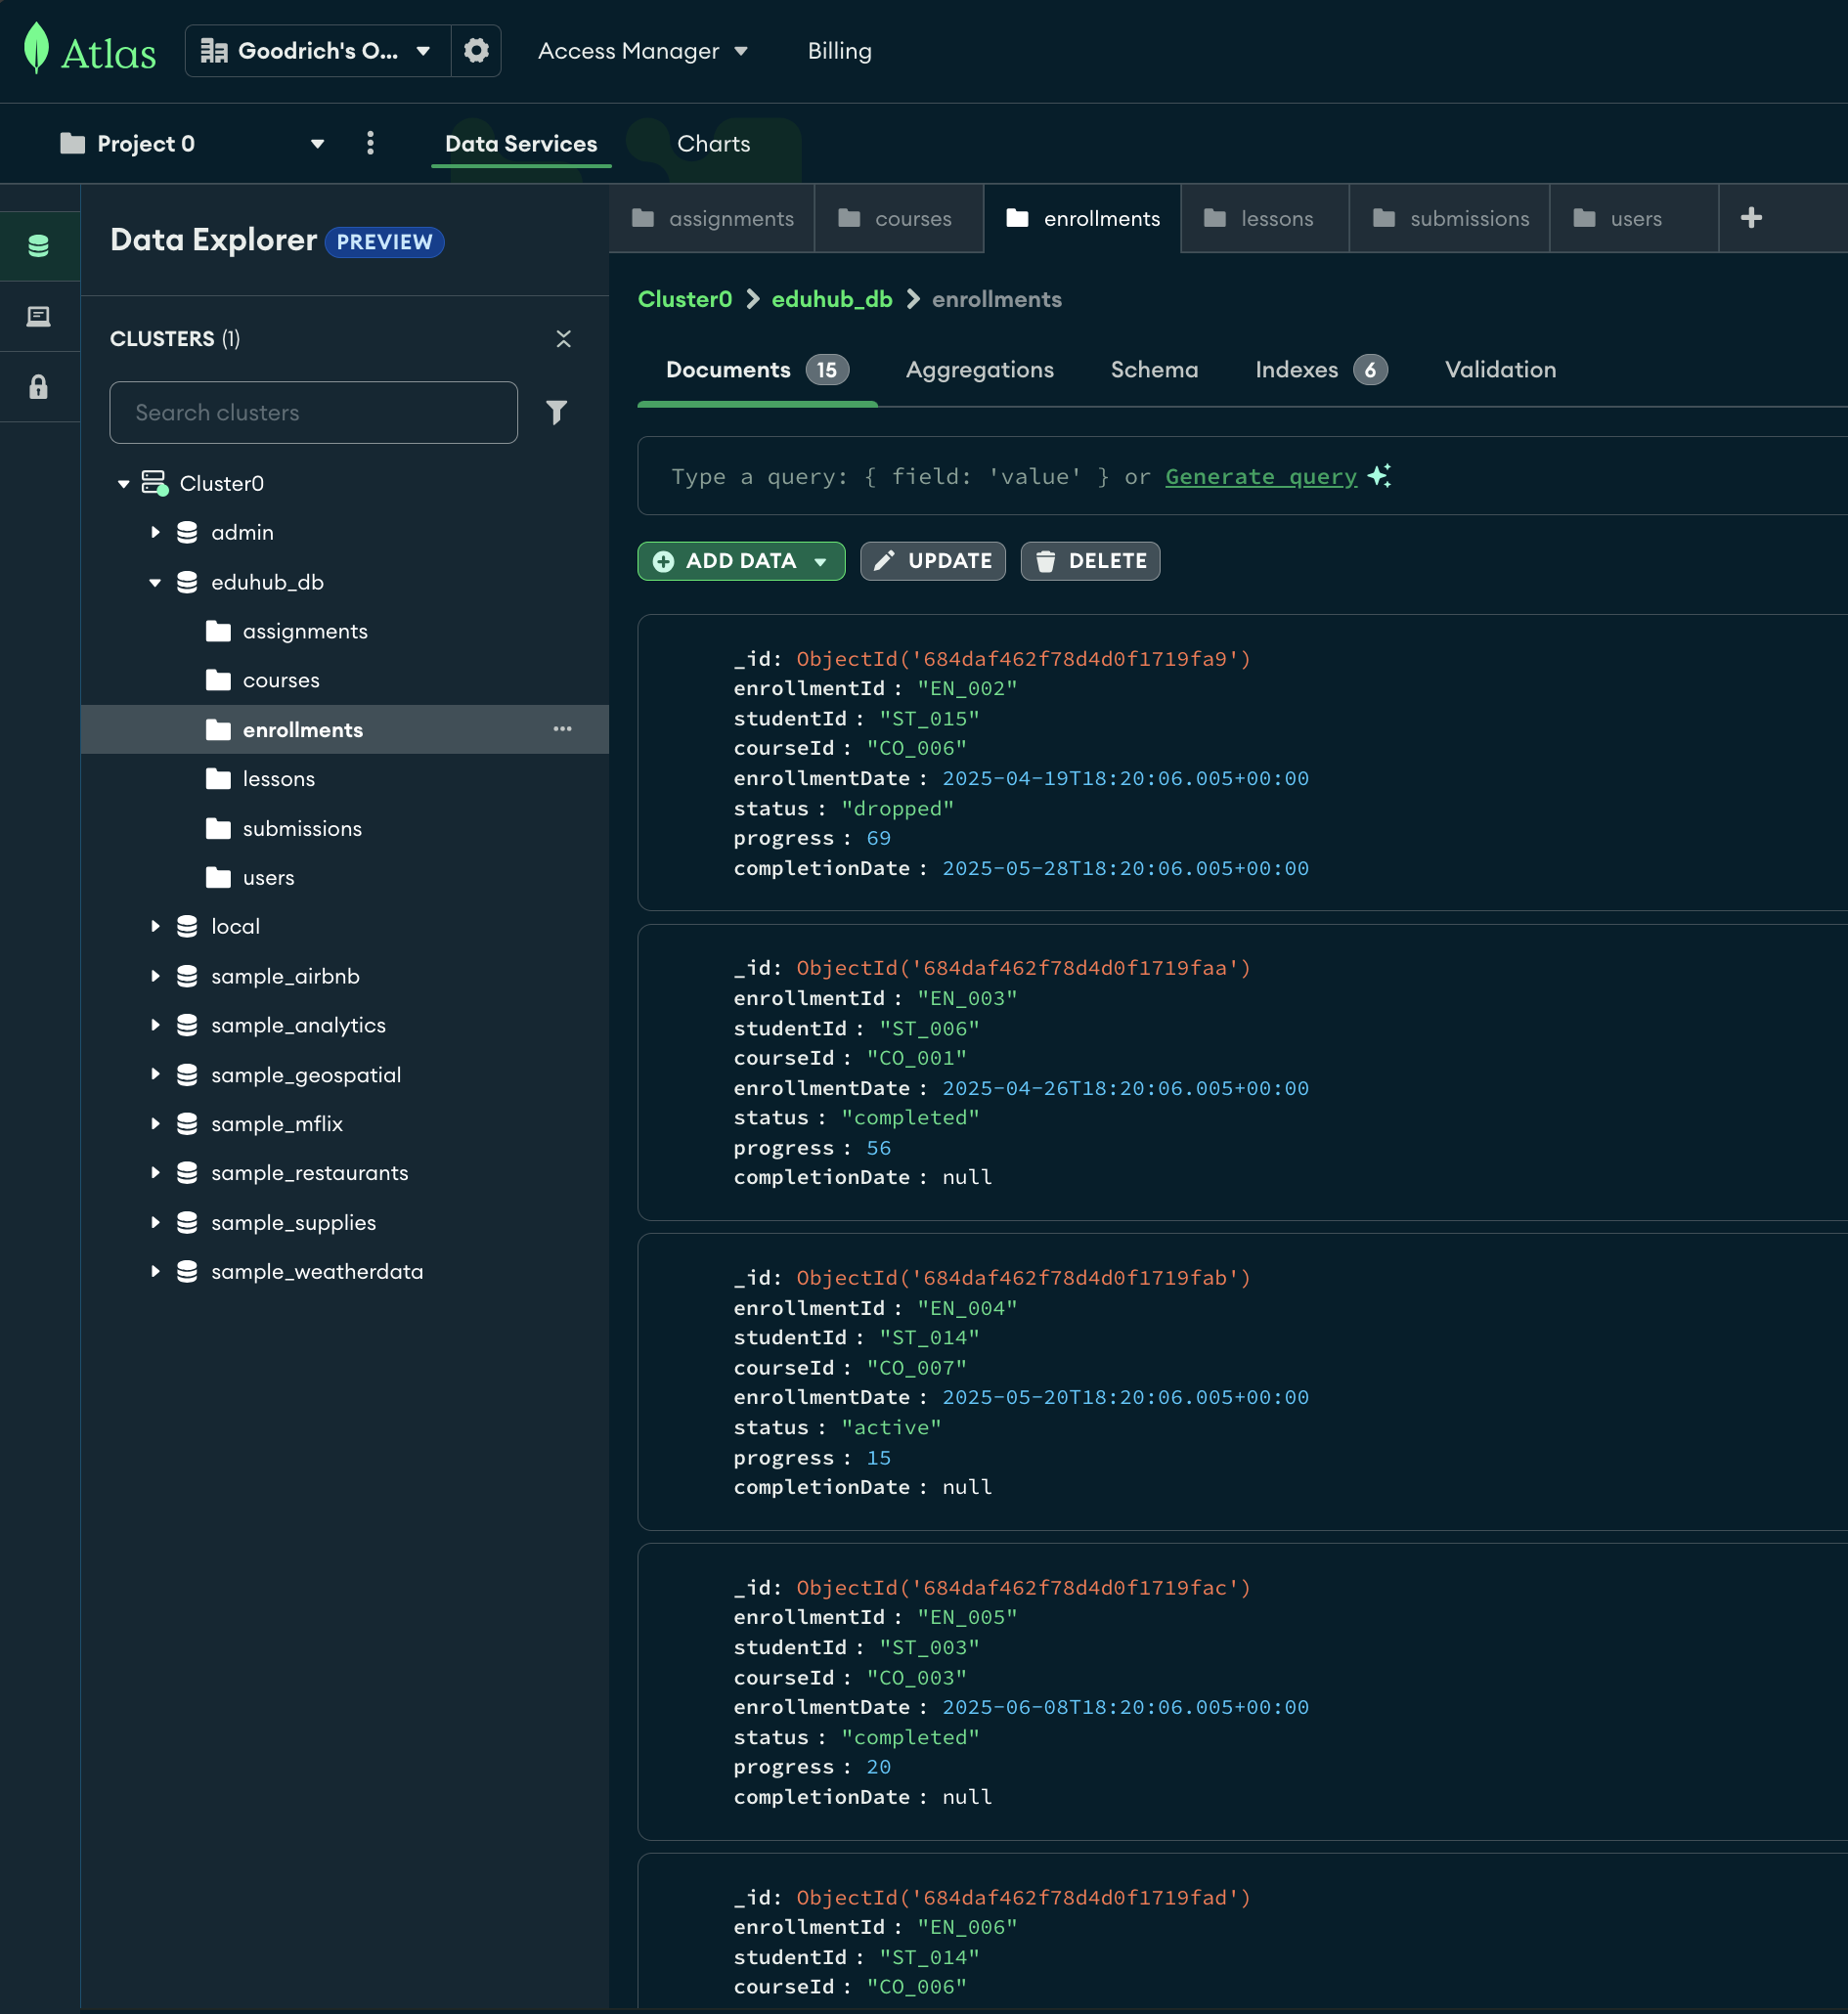 Atlas
Goodrich's O...
Access Manager
Billing
Project 0
Data Services
Charts
Data Explorer PREVIEW
CLUSTERS (1)
Search clusters
Cluster0
admin
eduhub_db
assignments
courses
enrollments
lessons
submissions
users
local
sample_airbnb
sample_analytics
sample_geospatial
sample_mflix
sample_restaurants
sample_supplies
sample_weatherdata
assignments
courses
enrollments
lessons
submissions
users
Cluster0 > eduhub_db > enrollments
Documents 15
Aggregations
Schema
Indexes 6
Validation
Type a query: { field: 'value' } or Generate query
ADD DATA
UPDATE
DELETE
_id: ObjectId('684daf462f78d4d0f1719fa9')
enrollmentId : "EN_002"
studentId : "ST_015"
courseId : "CO_006"
enrollmentDate : 2025-04-19T18:20:06.005+00:00
status : "dropped"
progress : 69
completionDate : 2025-05-28T18:20:06.005+00:00
_id: ObjectId('684daf462f78d4d0f1719faa')
enrollmentId : "EN_003"
studentId : "ST_006"
courseId : "CO_001"
enrollmentDate : 2025-04-26T18:20:06.005+00:00
status : "completed"
progress : 56
completionDate : null
_id: ObjectId('684daf462f78d4d0f1719fab')
enrollmentId : "EN_004"
studentId : "ST_014"
courseId : "CO_007"
enrollmentDate : 2025-05-20T18:20:06.005+00:00
status : "active"
progress : 15
completionDate : null
_id: ObjectId('684daf462f78d4d0f1719fac')
enrollmentId : "EN_005"
studentId : "ST_003"
courseId : "CO_003"
enrollmentDate : 2025-06-08T18:20:06.005+00:00
status : "completed"
progress : 20
completionDate : null
_id: ObjectId('684daf462f78d4d0f1719fad')
enrollmentId : "EN_006"
studentId : "ST_014"
courseId : "CO_006"